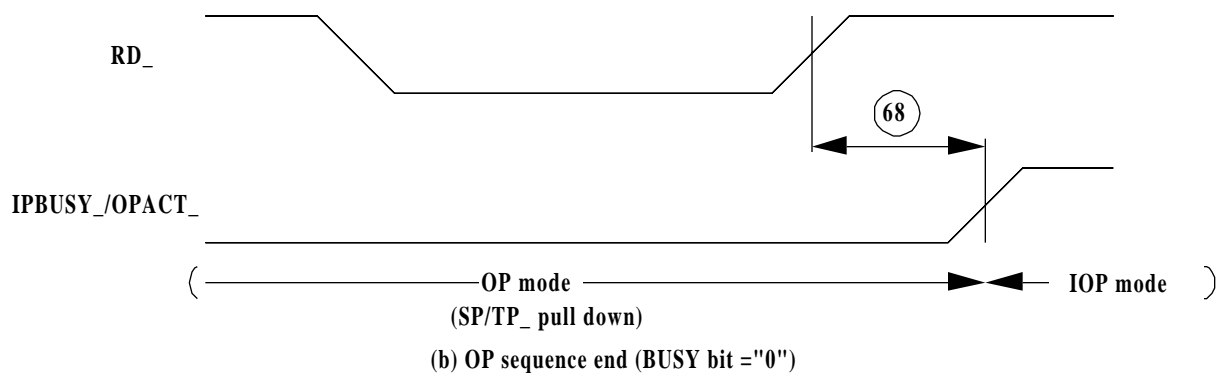 RD_
68
IPBUSY_/OPACT_
( OP mode IOP mode )
(SP/TP_ pull down)
(b) OP sequence end (BUSY bit ="0")